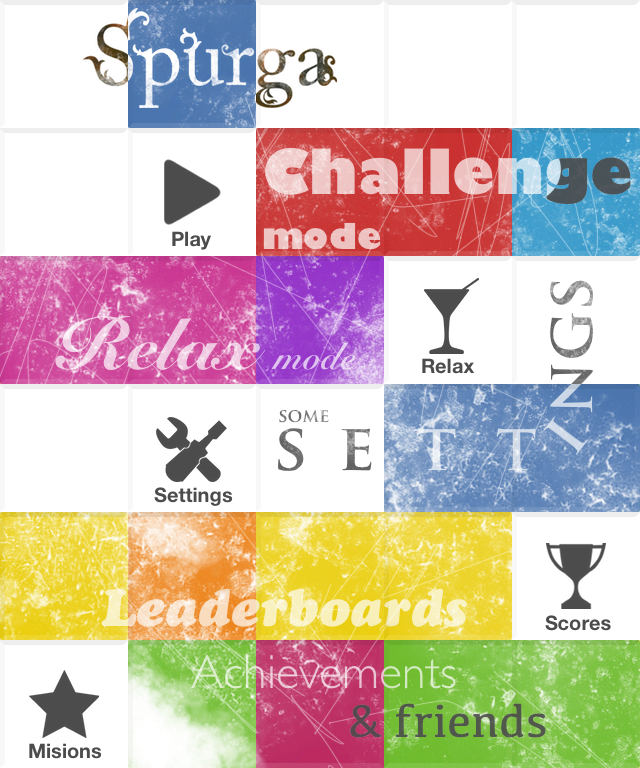 Spurga
Challenge
mode
Play
Relax mode
Relax
SOME
SETTINGS
Settings
Leaderboards
Scores
Achievements
& friends
Misions